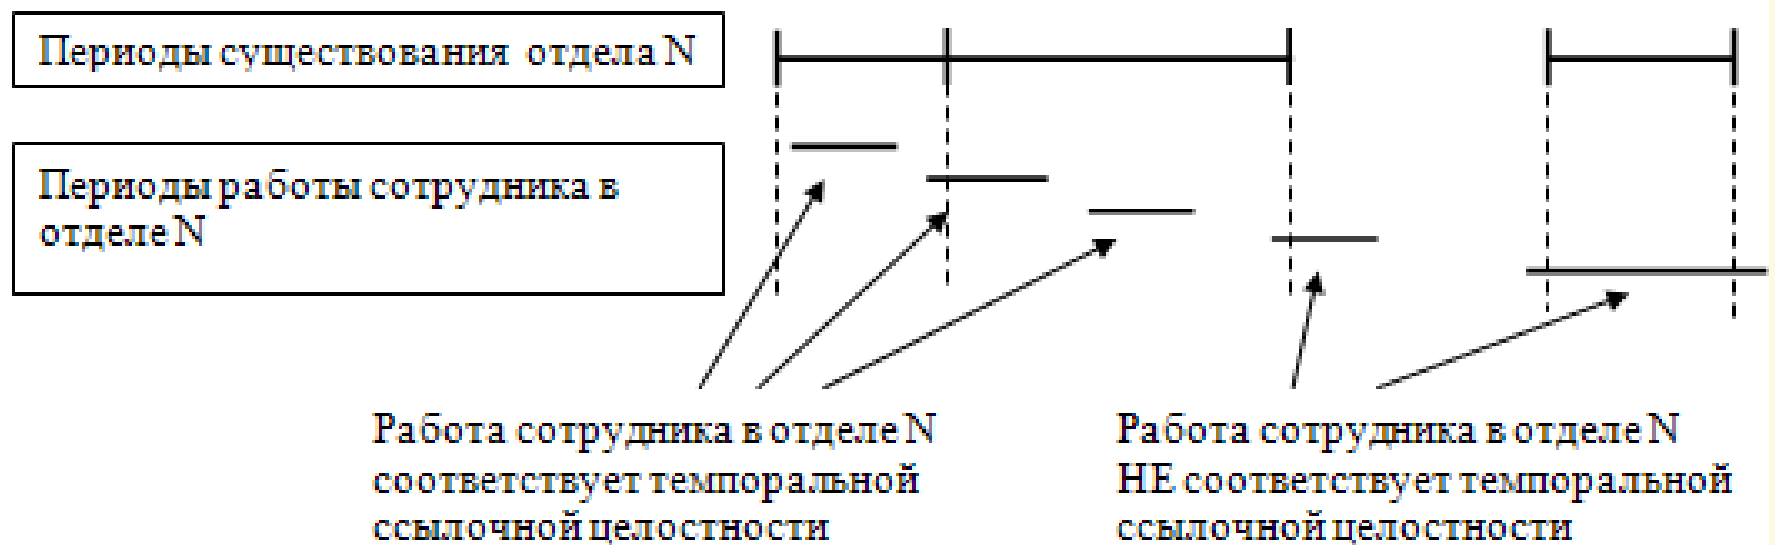 Периоды существования отдела N
Периоды работы сотрудника в
отделе N
Работа сотрудника в отделе N
соответствует темпоральной
ссылочной целостности
Работа сотрудника в отделе N
НЕ соответствует темпоральной
ссылочной целостности